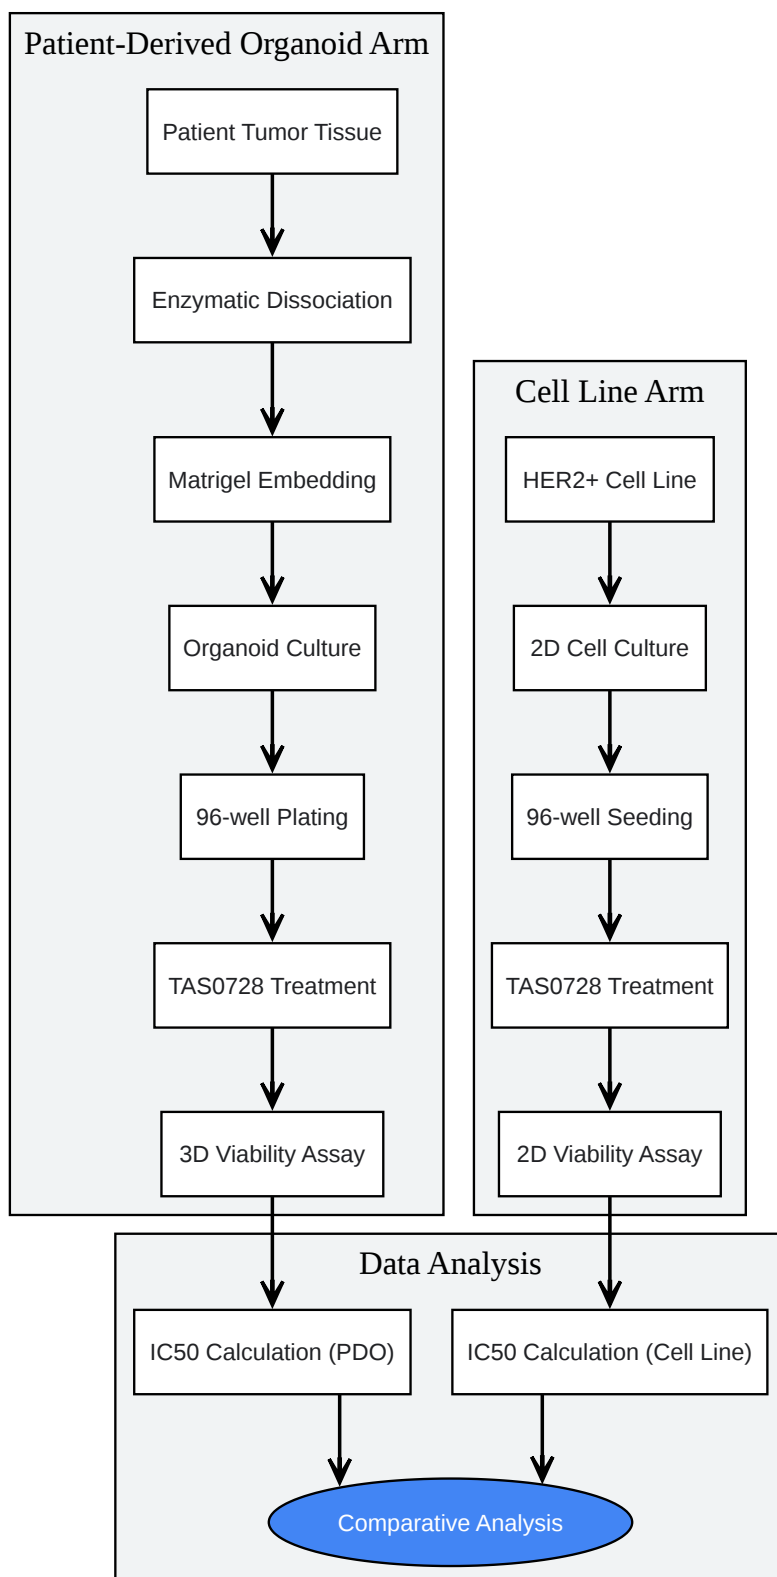 Patient-Derived Organoid Arm
Patient Tumor Tissue
Enzymatic Dissociation
Matrigel Embedding
Organoid Culture
96-well Plating
TAS0728 Treatment
3D Viability Assay
Cell Line Arm
HER2+ Cell Line
2D Cell Culture
96-well Seeding
TAS0728 Treatment
2D Viability Assay
Data Analysis
IC50 Calculation (PDO)
IC50 Calculation (Cell Line)
Comparative Analysis